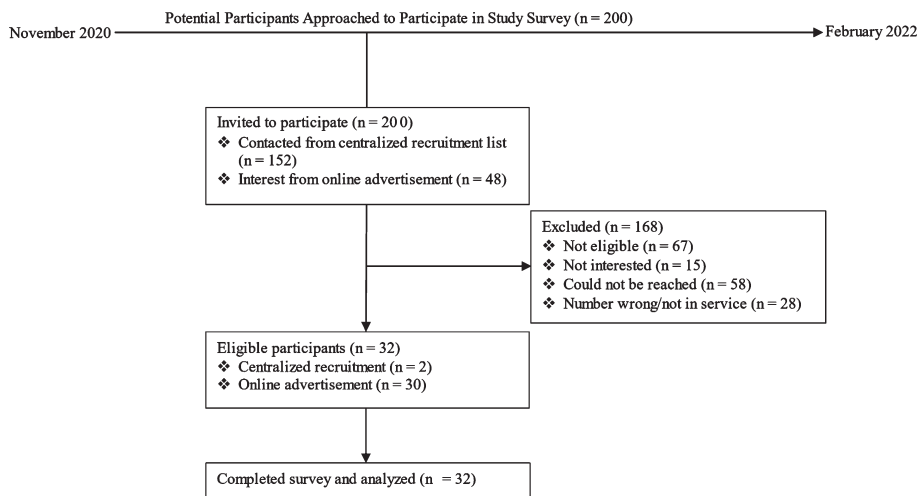 Potential Participants Approached to Participate in Study Survey (n = 200)
November 2020
February 2022
Invited to participate (n = 200)
❖ Contacted from centralized recruitment list
(n = 152)
❖ Interest from online advertisement (n = 48)
Excluded (n = 168)
❖ Not eligible (n = 67)
❖ Not interested (n = 15)
❖ Could not be reached (n = 58)
❖ Number wrong/not in service (n = 28)
Eligible participants (n = 32)
❖ Centralized recruitment (n = 2)
❖ Online advertisement (n = 30)
Completed survey and analyzed (n = 32)